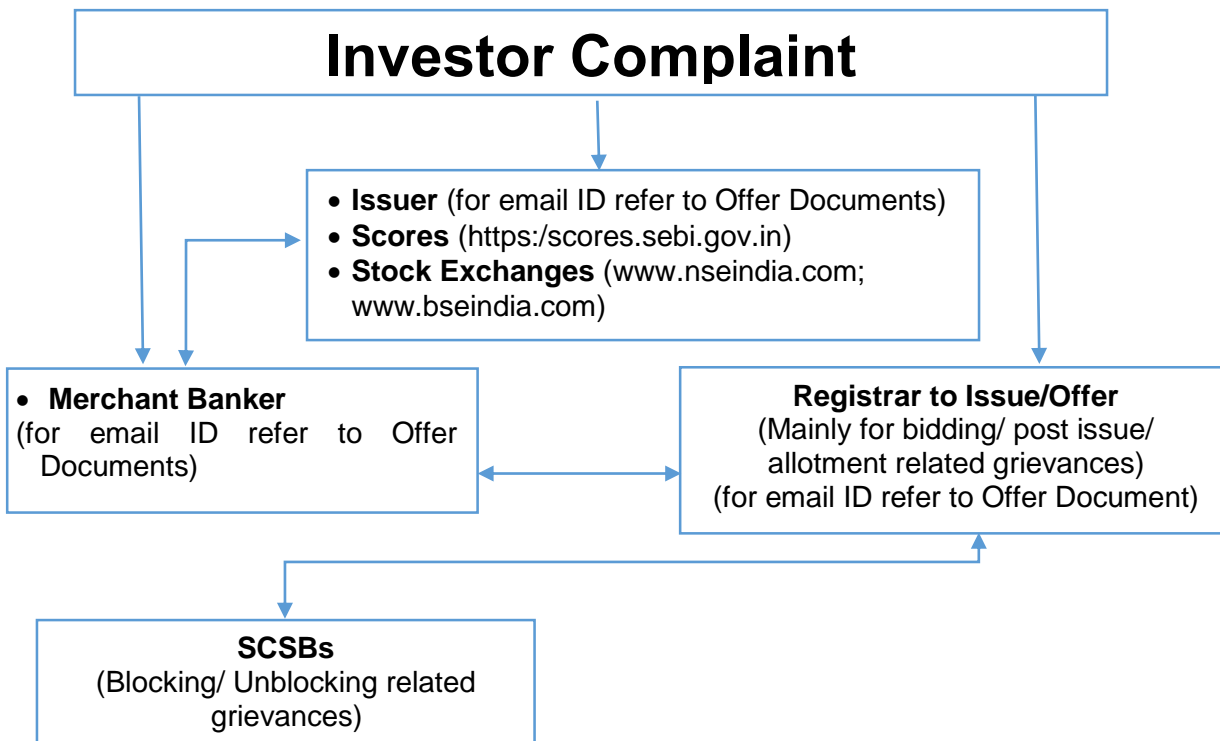 Investor Complaint
• Issuer (for email ID refer to Offer Documents)
• Scores (https:/scores.sebi.gov.in)
• Stock Exchanges (www.nseindia.com;
www.bseindia.com)
• Merchant Banker
(for email ID refer to Offer
Documents)
Registrar to Issue/Offer
(Mainly for bidding/ post issue/
allotment related grievances)
(for email ID refer to Offer Document)
SCSBs
(Blocking/ Unblocking related
grievances)